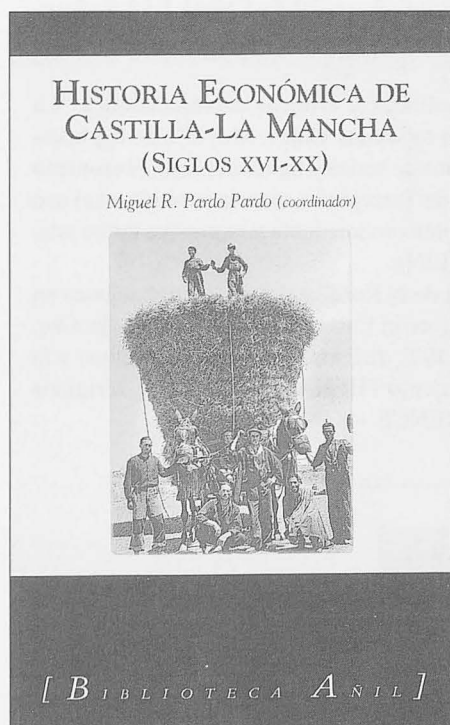 HISTORIA ECONÓMICA DE
CASTILLA-LA MANCHA
(SIGLOS XVI-XX)
Miguel R. Pardo Pardo (coordinador)
[ BIBLIOTECA AÑIL ]